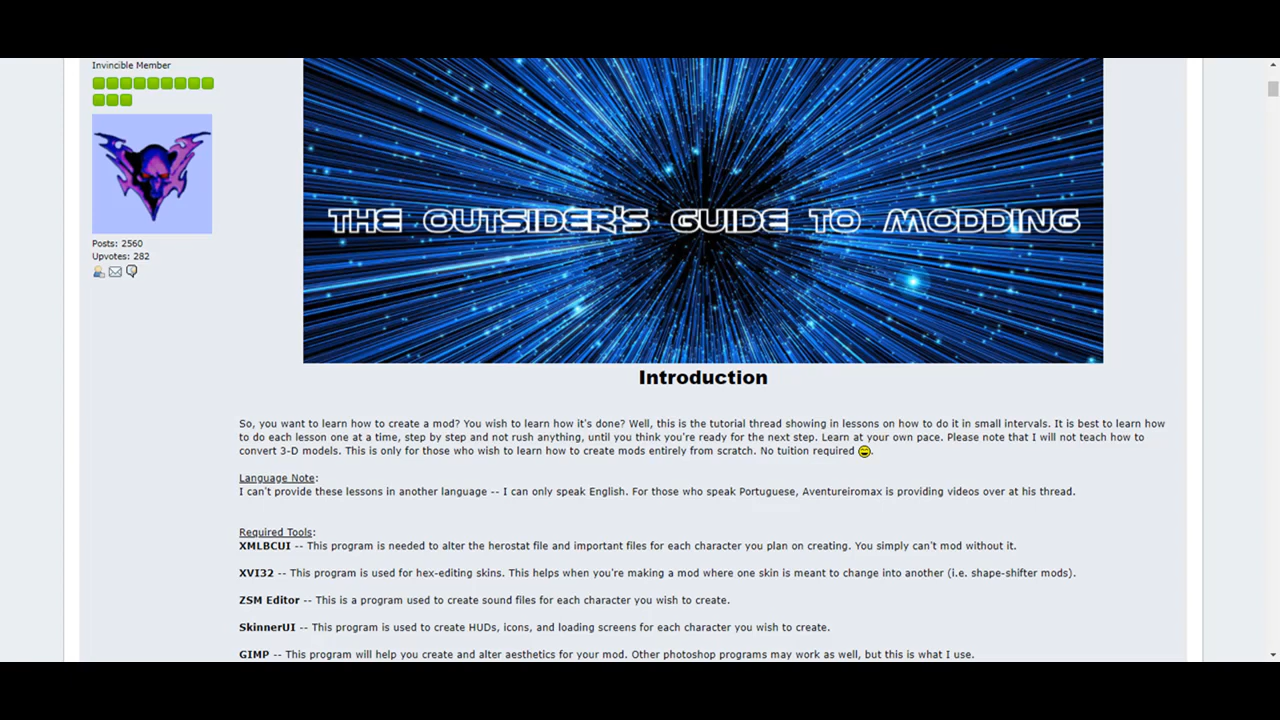 Invincible Member
Posts: 2560
Upvotes: 282
THE OUTSIDER'S GUIDE TO MODDING
Introduction
So, you want to learn how to create a mod? You wish to learn how it's done? Well, this is the tutorial thread showing in lessons on how to do it in small intervals. It is best to learn how
to do each lesson one at a time, step by step and not rush anything, until you think you're ready for the next step. Learn at your own pace. Please note that I will not teach how to
convert 3-D models. This is only for those who wish to learn how to create mods entirely from scratch. No tuition required .
Language Note:
I can't provide these lessons in another language -- I can only speak English. For those who speak Portuguese, Aventureiromax is providing videos over at his thread.
Required Tools:
XMLBCUI -- This program is needed to alter the herostat file and important files for each character you plan on creating. You simply can't mod without it.
XVI32 -- This program is used for hex-editing skins. This helps when you're making a mod where one skin is meant to change into another (i.e. shape-shifter mods).
ZSM Editor -- This is a program used to create sound files for each character you wish to create.
SkinnerUI -- This program is used to create HUDs, icons, and loading screens for each character you wish to create.
GIMP -- This program will help you create and alter aesthetics for your mod. Other photoshop programs may work as well, but this is what I use.